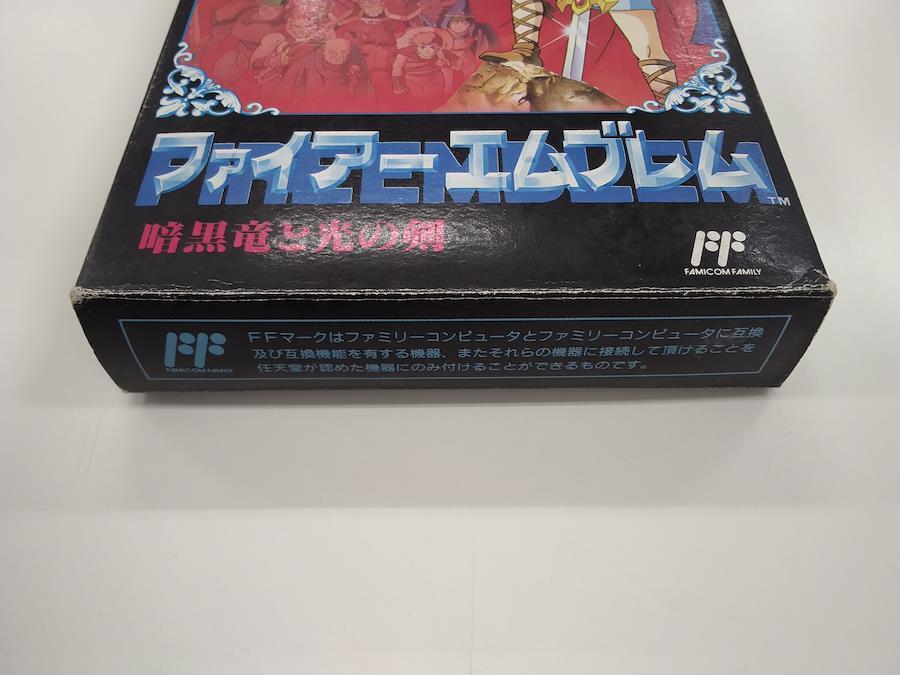 ファイアーエムブレム
FIRE EMBLEM
TM
暗黒竜と光の剣
FF
FAMICOM FAMILY
FF
FAMICOM FAMILY
FFマークはファミリーコンピュータとファミリーコンピュータに互換
及び互換機能を有する機器、またそれらの機器に接続して頂けることを
任天堂が認めた機器にのみ付けることができるものです。